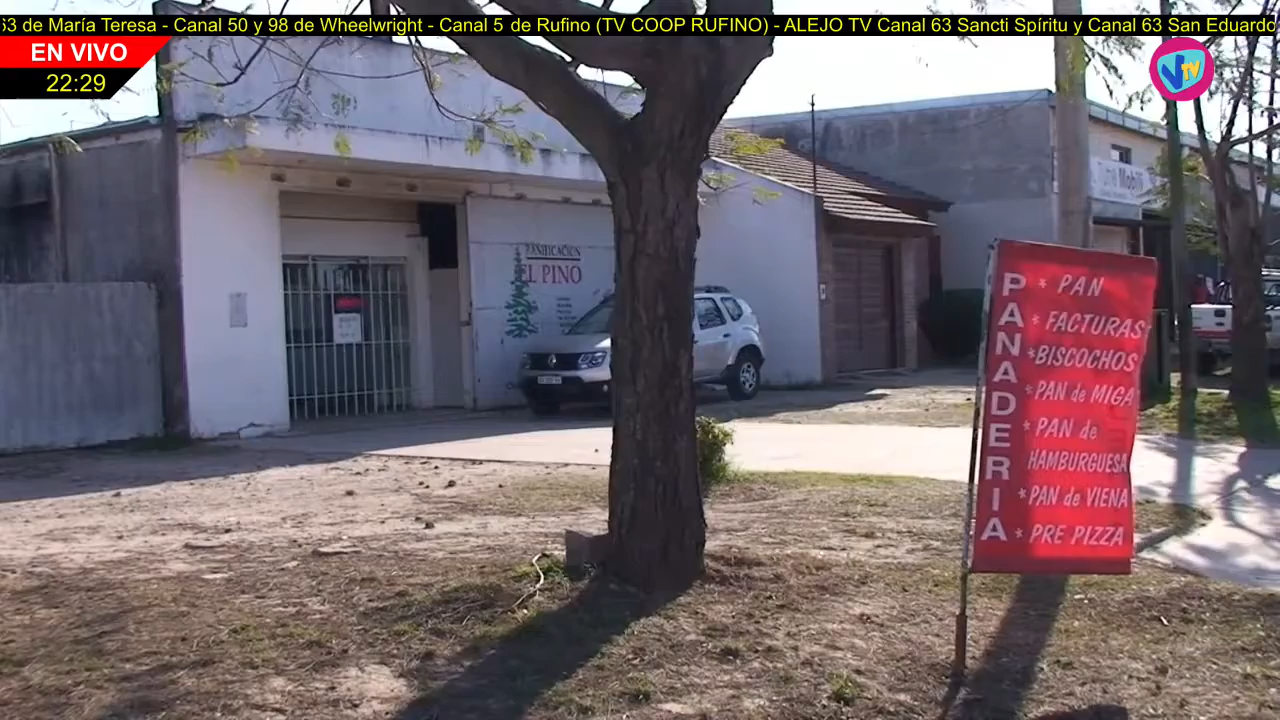 63 de María Teresa - Canal 50 y 98 de Wheelwright - Canal 5 de Rufino (TV COOP RUFINO) - ALEJO TV Canal 63 Sancti Spíritu y Canal 63 San Eduardo
EN VIVO
22:29
VTV
PANIFICACION
EL PINO
Mobili
PANADERIA
* PAN
* FACTURAS
*BISCOCHOS
*PAN de MIGA
* PAN de
HAMBURGUESA
*PAN de VIENA
* PRE PIZZA